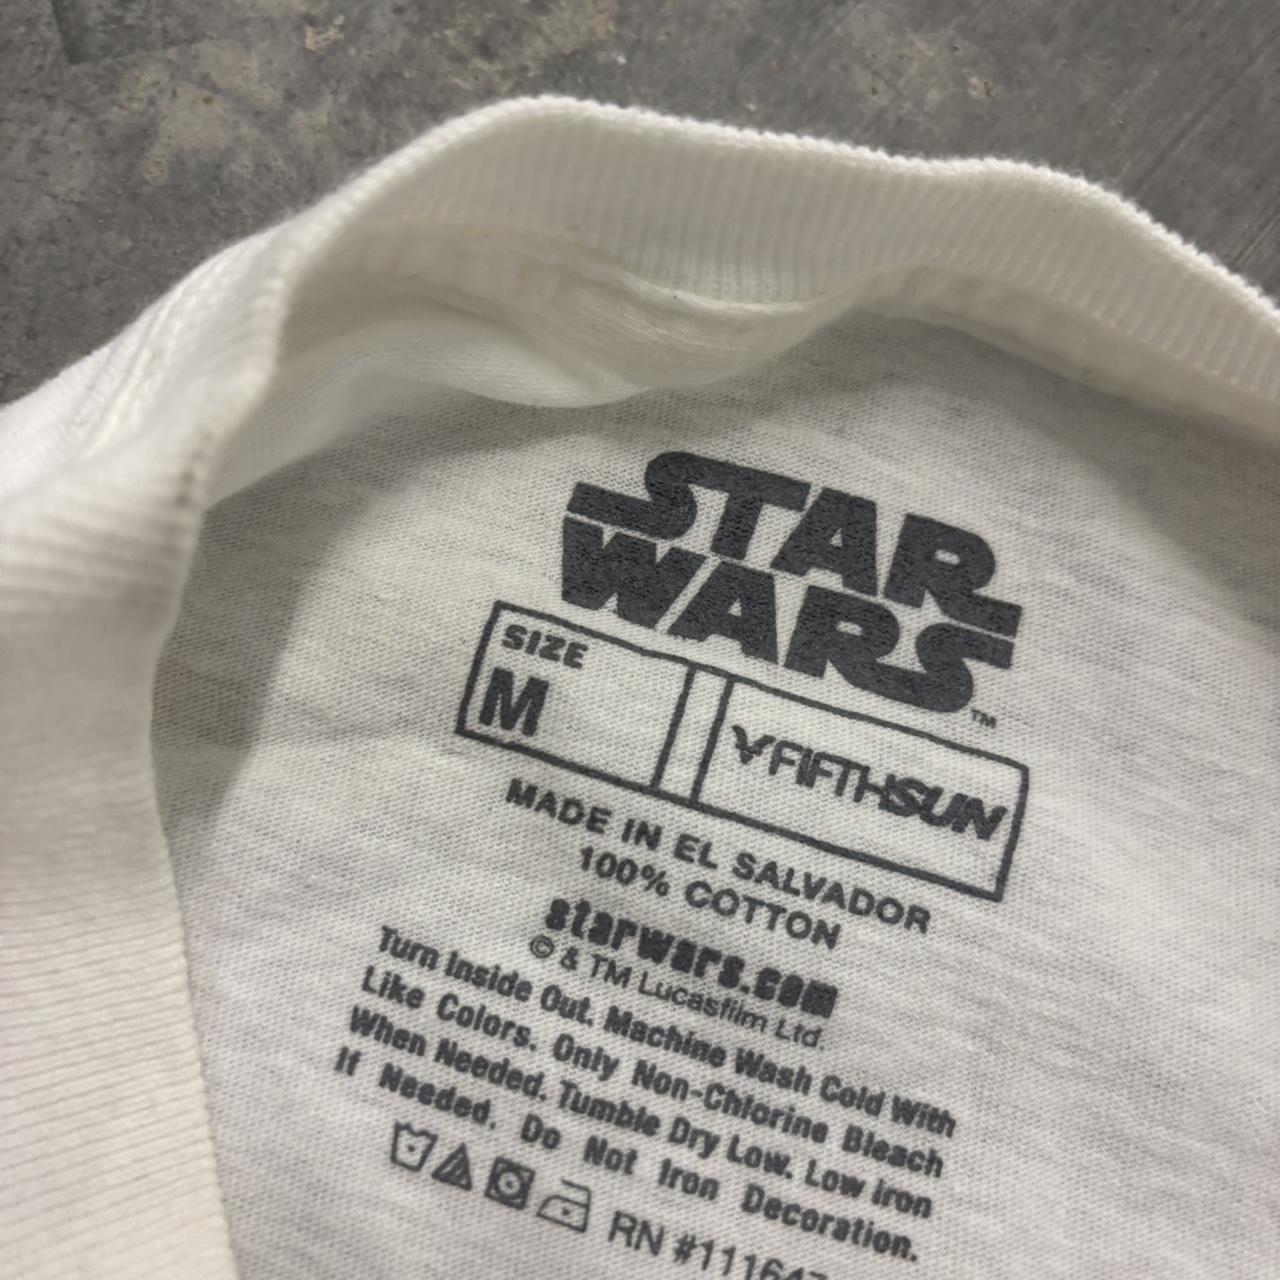 STAR
WARS™
SIZE
M
FIFTHSUN
MADE IN EL SALVADOR
100% COTTON
starwars.com
© & TM Lucasfilm Ltd.
Turn Inside Out. Machine Wash Cold With
Like Colors. Only Non-Chlorine Bleach
When Needed. Tumble Dry Low. Low Iron
If Needed. Do Not Iron Decoration.
RN #111647